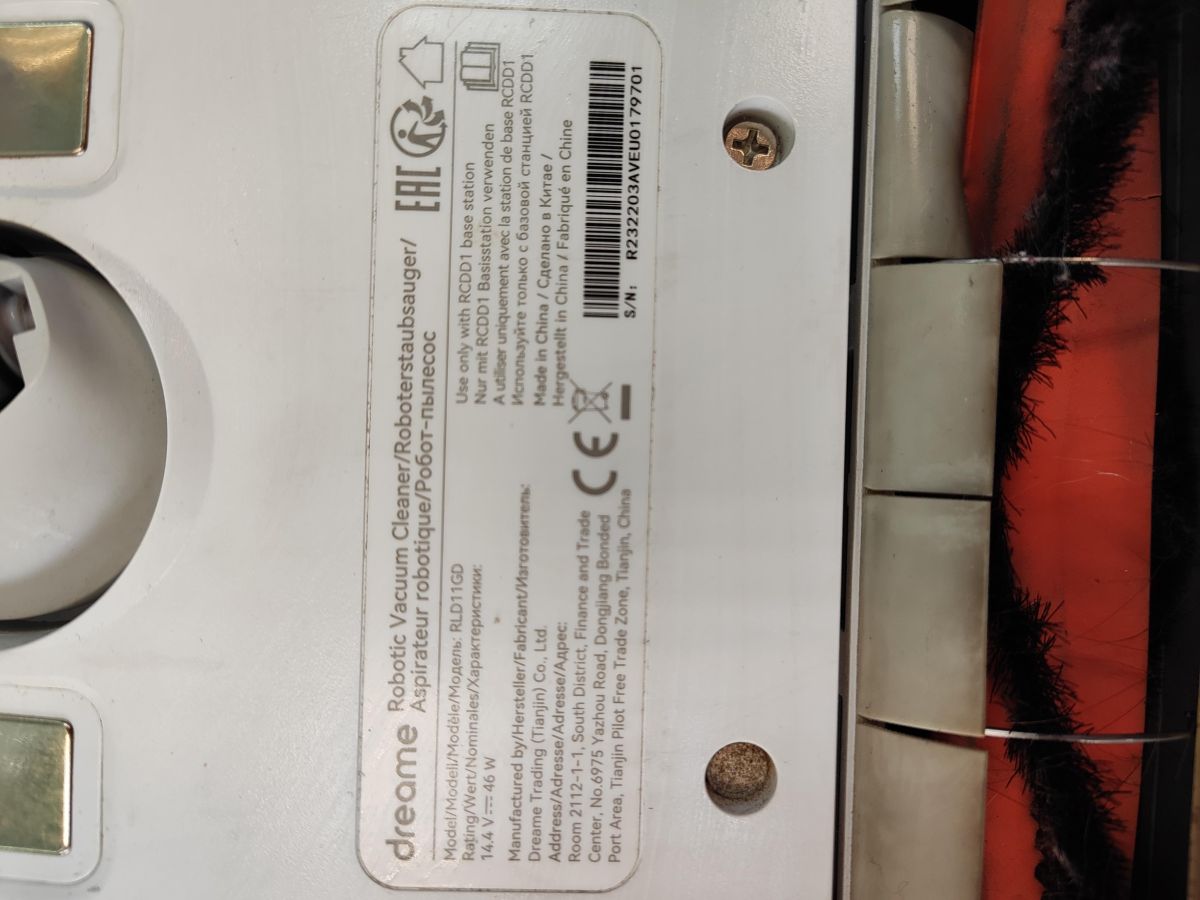 dreame
Robotic Vacuum Cleaner/Roboterstaubsauger/
Aspirateur robotique/Робот-пылесос
EAC
Model/Modell/Modèle/Модель: RLD11GD
Rating/Wert/Nominales/Характеристики:
14.4 V⎓46 W
Manufactured by/Hersteller/Fabricant/Изготовитель:
Dreame Trading (Tianjin) Co., Ltd.
Address/Adresse/Adresse/Адрес:
Room 2112-1-1, South District, Finance and Trade
Center, No.6975 Yazhou Road, Dongjiang Bonded
Port Area, Tianjin Pilot Free Trade Zone, Tianjin, China
Use only with RCDD1 base station
Nur mit RCDD1 Basisstation verwenden
A utiliser uniquement avec la station de base RCDD1
Используйте только с базовой станцией RCDD1
Made in China / Сделано в Китае /
Hergestellt in China / Fabriqué en Chine
CE
S/N: R232203AVEU0179701